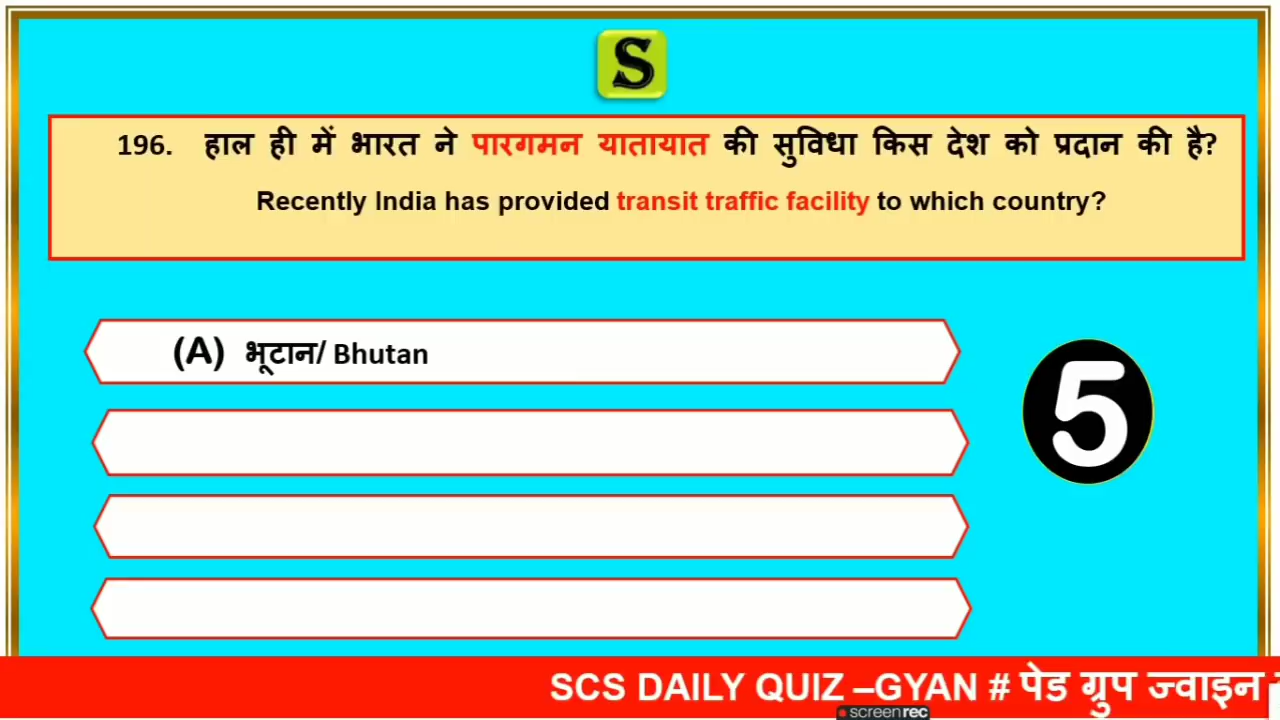 S
196. हाल ही में भारत ने पारगमन यातायात की सुविधा किस देश को प्रदान की है?
Recently India has provided transit traffic facility to which country?
(A) भूटान/ Bhutan
5
SCS DAILY QUIZ –GYAN # पेड ग्रुप ज्वाइन
screenrec